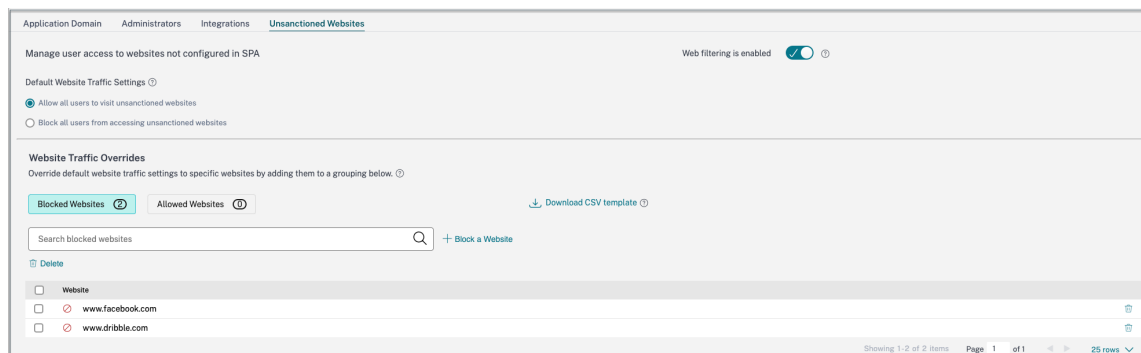 Application Domain Administrators Integrations Unsanctioned Websites
Manage user access to websites not configured in SPA Web filtering is enabled
Default Website Traffic Settings
Allow all users to visit unsanctioned websites
Block all users from accessing unsanctioned websites
Website Traffic Overrides
Override default website traffic settings to specific websites by adding them to a grouping below.
Blocked Websites 2 Allowed Websites 0 Download CSV template
Search blocked websites Block a Website
Delete
Website
www.facebook.com
www.dribble.com
Showing 1-2 of 2 items Page 1 of 1 25 rows